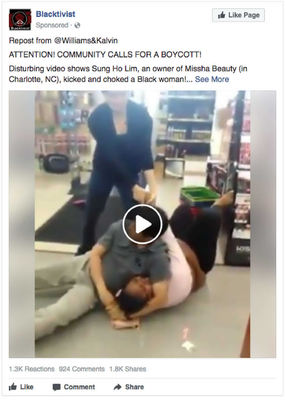 Blacktivist
Like Page
Sponsored ·
Repost from @Williams&Kalvin
ATTENTION! COMMUNITY CALLS FOR A BOYCOTT!
Disturbing video shows Sung Ho Lim, an owner of Missha Beauty (in
Charlotte, NC), kicked and choked a Black woman!... See More
1.3K Reactions 924 Comments 1.8K Shares
Like Comment Share